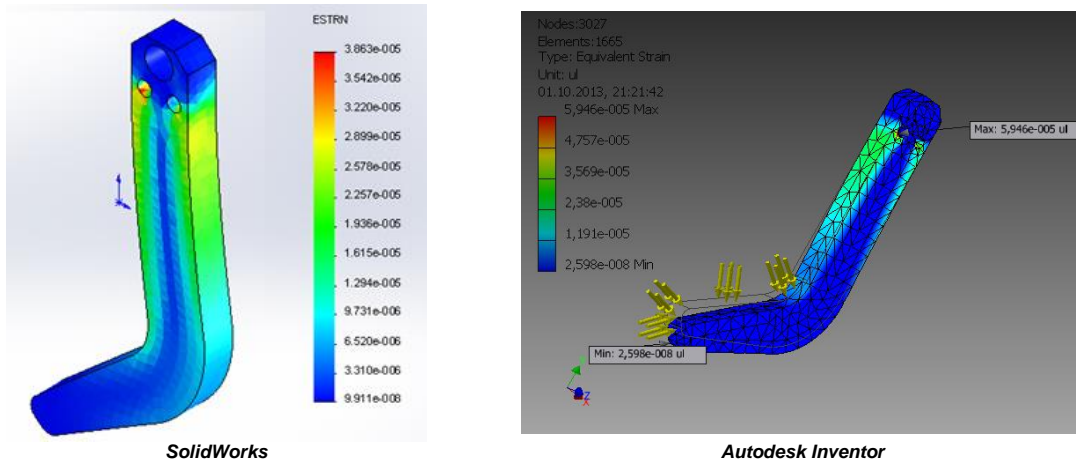 ESTRN
3.863e-005
3.542e-005
3.220e-005
2.899e-005
2.578e-005
2.257e-005
1.936e-005
1.615e-005
1.294e-005
9.731e-006
6.520e-006
3.310e-006
9.911e-008
SolidWorks
Nodes:3027
Elements:1665
Type: Equivalent Strain
Unit: ul
01.10.2013, 21:21:42
5,946e-005 Max
4,757e-005
3,569e-005
2,38e-005
1,191e-005
2,598e-008 Min
Max: 5,946e-005 ul
Min: 2,598e-008 ul
Z
X
Autodesk Inventor